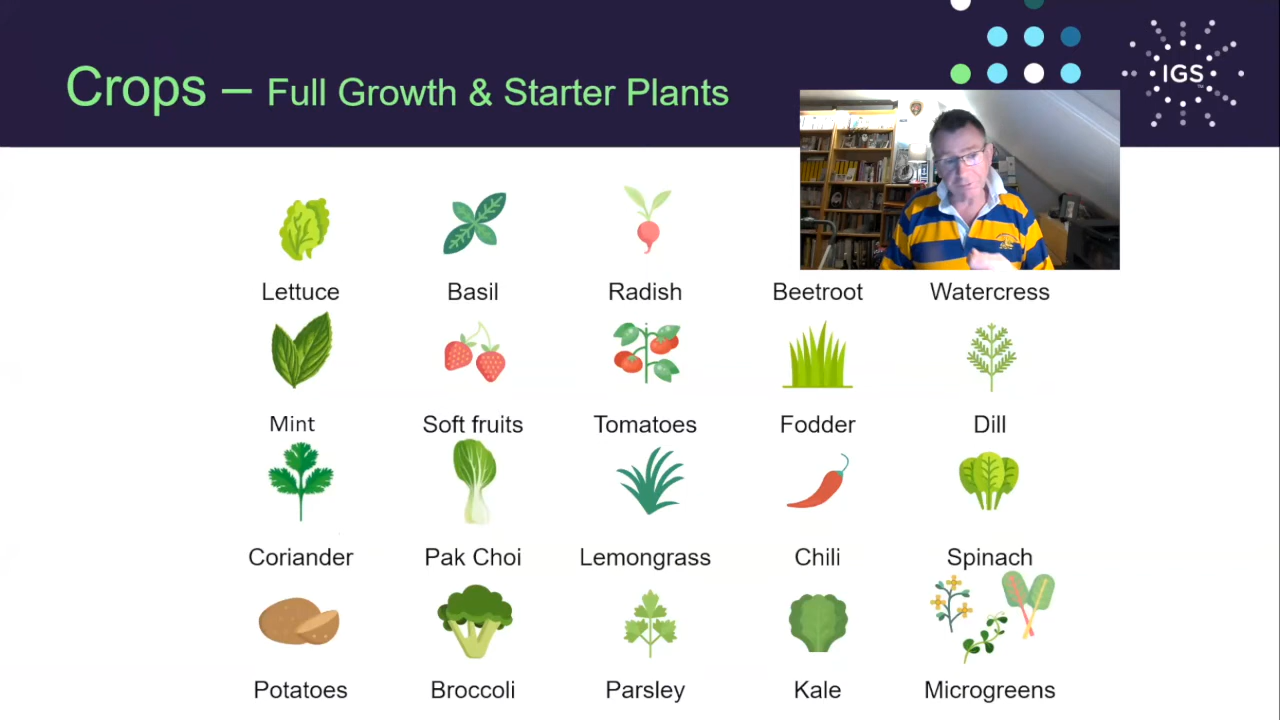 Crops – Full Growth & Starter Plants
IGS
Lettuce Basil Radish Beetroot Watercress
Mint Soft fruits Tomatoes Fodder Dill
Coriander Pak Choi Lemongrass Chili Spinach
Potatoes Broccoli Parsley Kale Microgreens